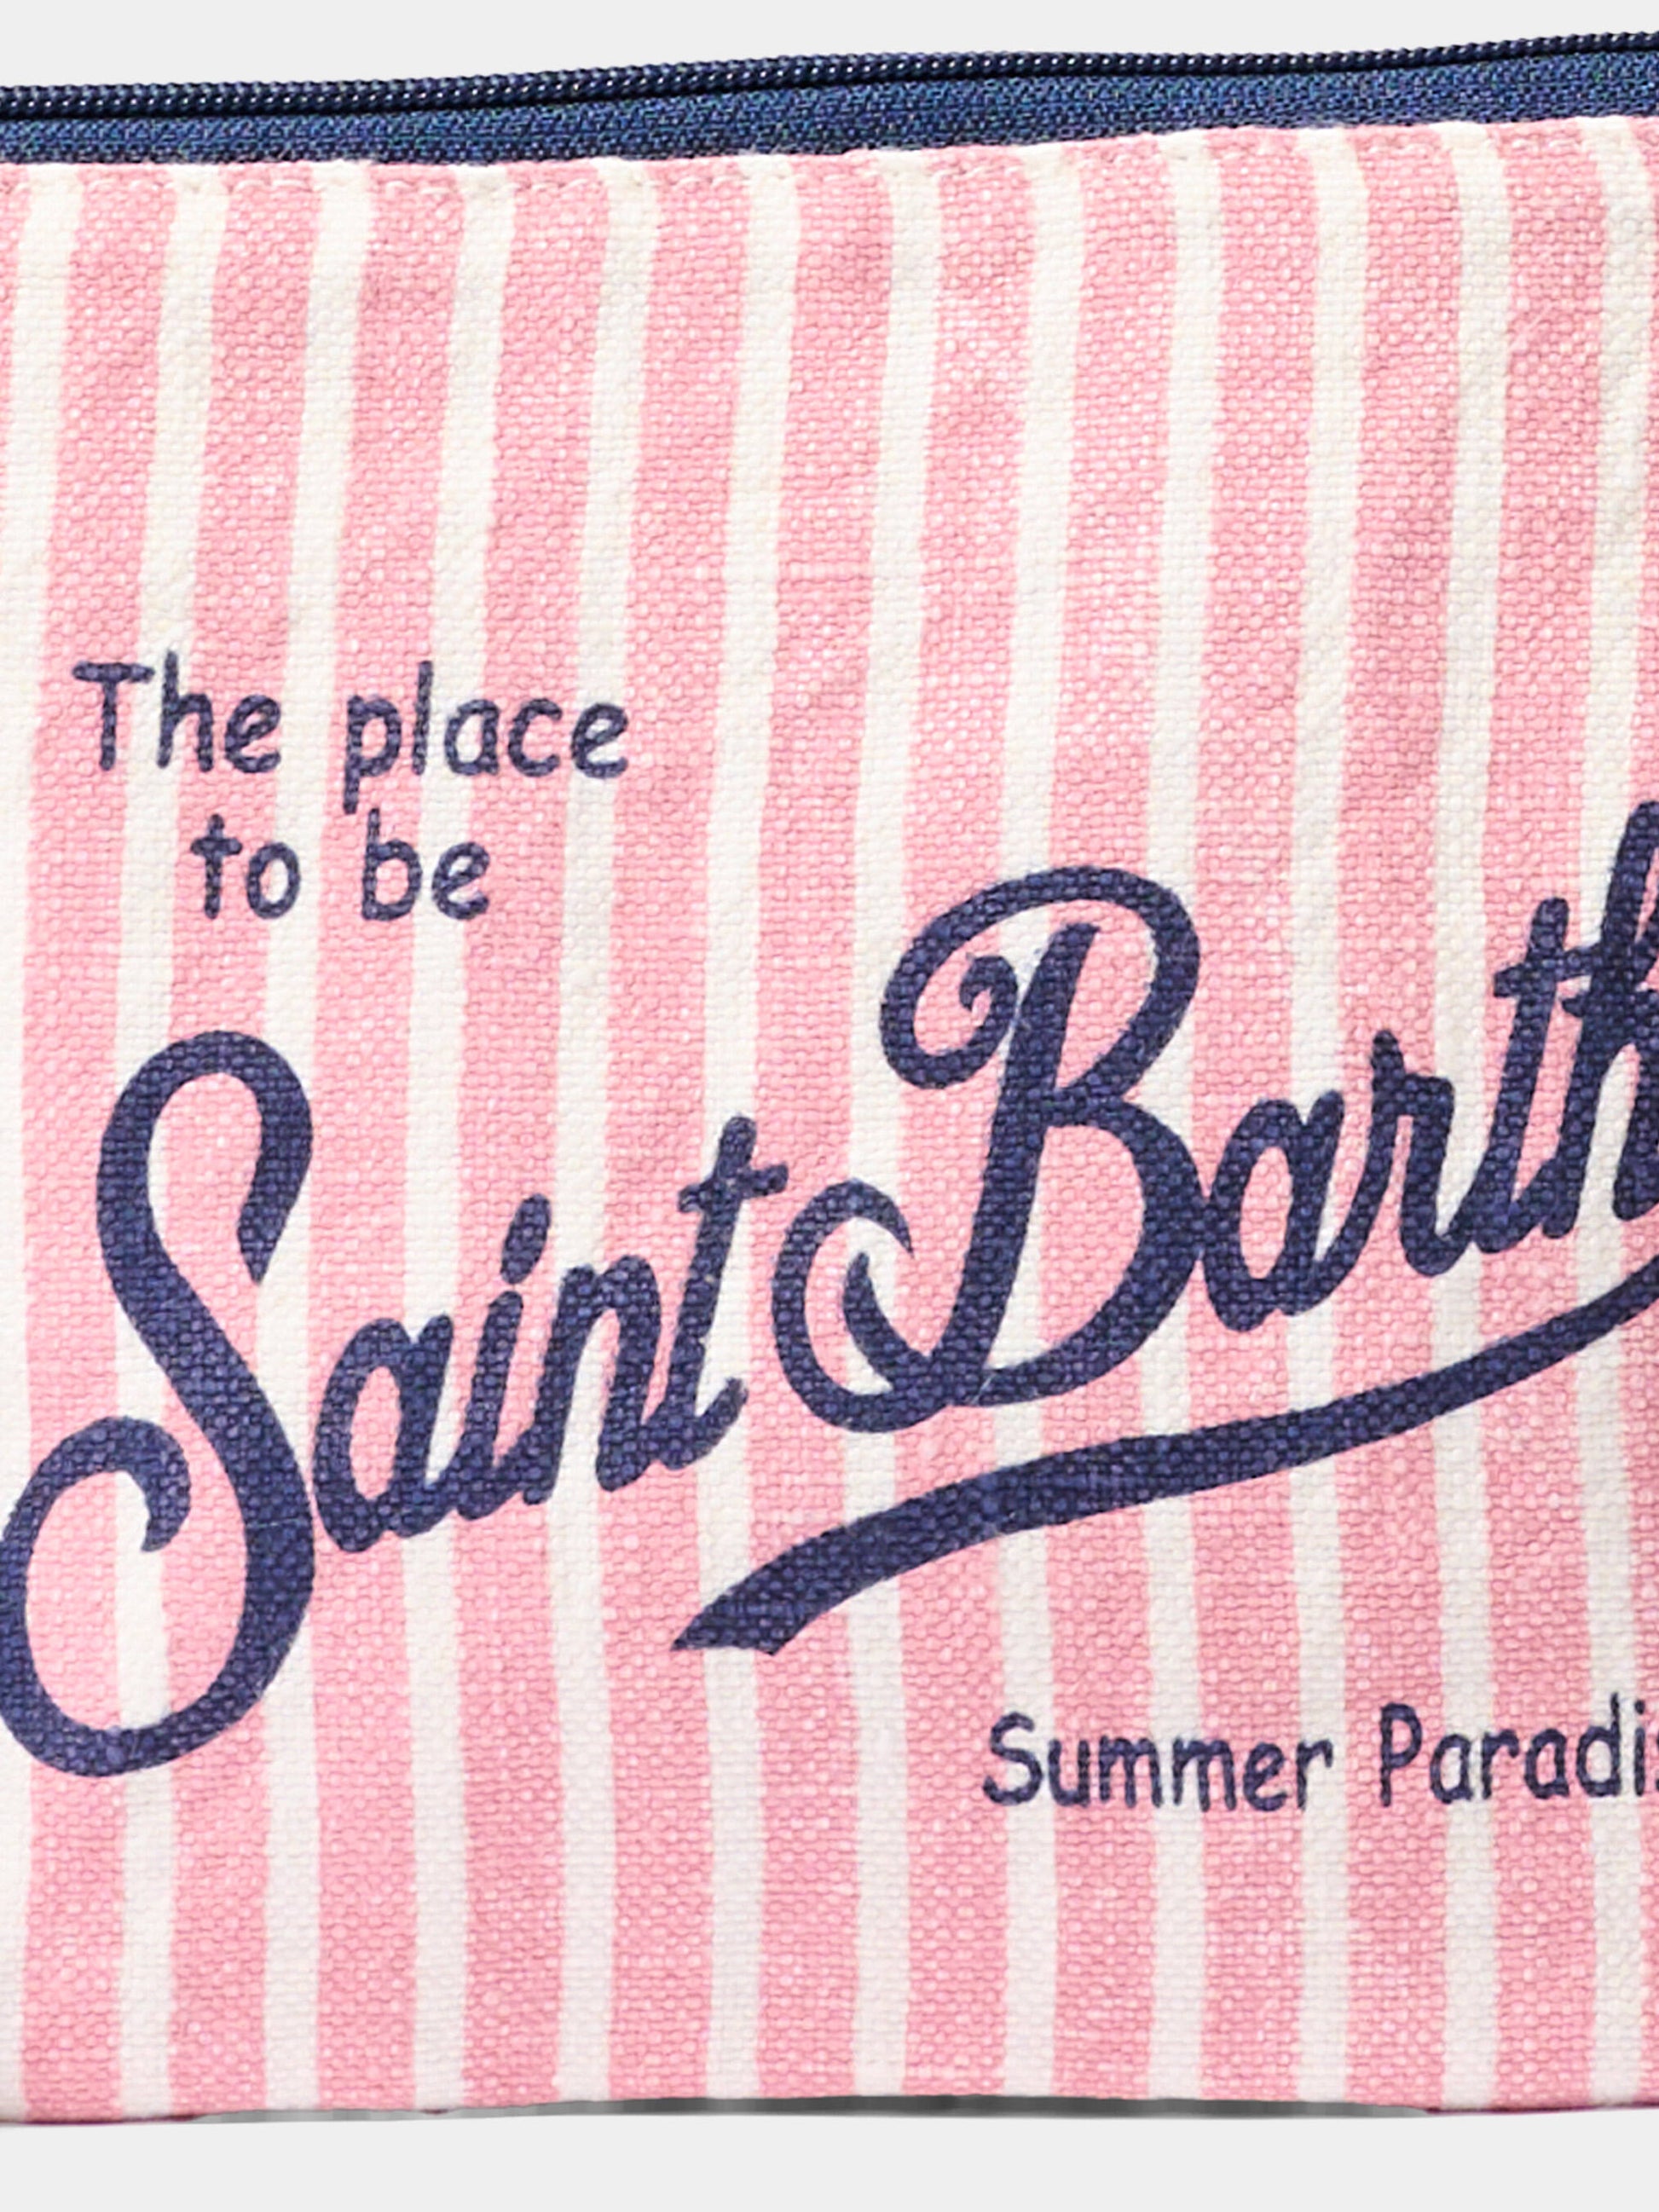 The place
to be
Saint Barth
Summer Paradis